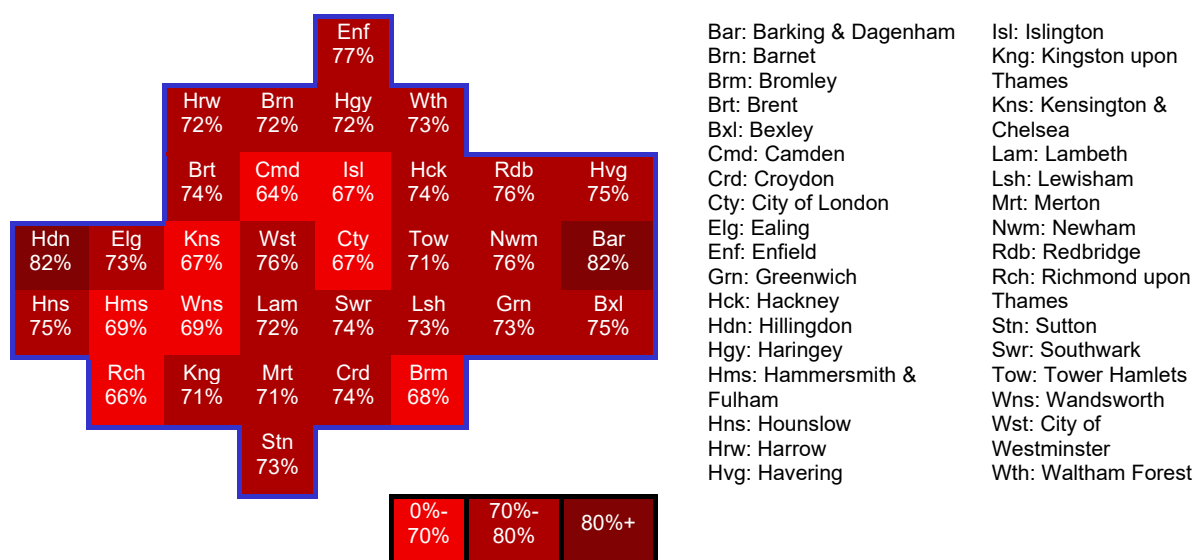 Enf
77%
Hrw Brn Hgy Wth
72% 72% 72% 73%
Brt Cmd Isl Hck Rdb Hvg
74% 64% 67% 74% 76% 75%
Hdn Elg Kns Wst Cty Tow Nwm Bar
82% 73% 67% 76% 67% 71% 76% 82%
Hns Hms Wns Lam Swr Lsh Grn Bxl
75% 69% 69% 72% 74% 73% 73% 75%
Rch Kng Mrt Crd Brm
66% 71% 71% 74% 68%
Stn
73%
0%- 70%- 80%+
70% 80%
Bar: Barking & Dagenham
Brn: Barnet
Brm: Bromley
Brt: Brent
Bxl: Bexley
Cmd: Camden
Crd: Croydon
Cty: City of London
Elg: Ealing
Enf: Enfield
Grn: Greenwich
Hck: Hackney
Hdn: Hillingdon
Hgy: Haringey
Hms: Hammersmith &
Fulham
Hns: Hounslow
Hrw: Harrow
Hvg: Havering
Isl: Islington
Kng: Kingston upon
Thames
Kns: Kensington &
Chelsea
Lam: Lambeth
Lsh: Lewisham
Mrt: Merton
Nwm: Newham
Rdb: Redbridge
Rch: Richmond upon
Thames
Stn: Sutton
Swr: Southwark
Tow: Tower Hamlets
Wns: Wandsworth
Wst: City of
Westminster
Wth: Waltham Forest